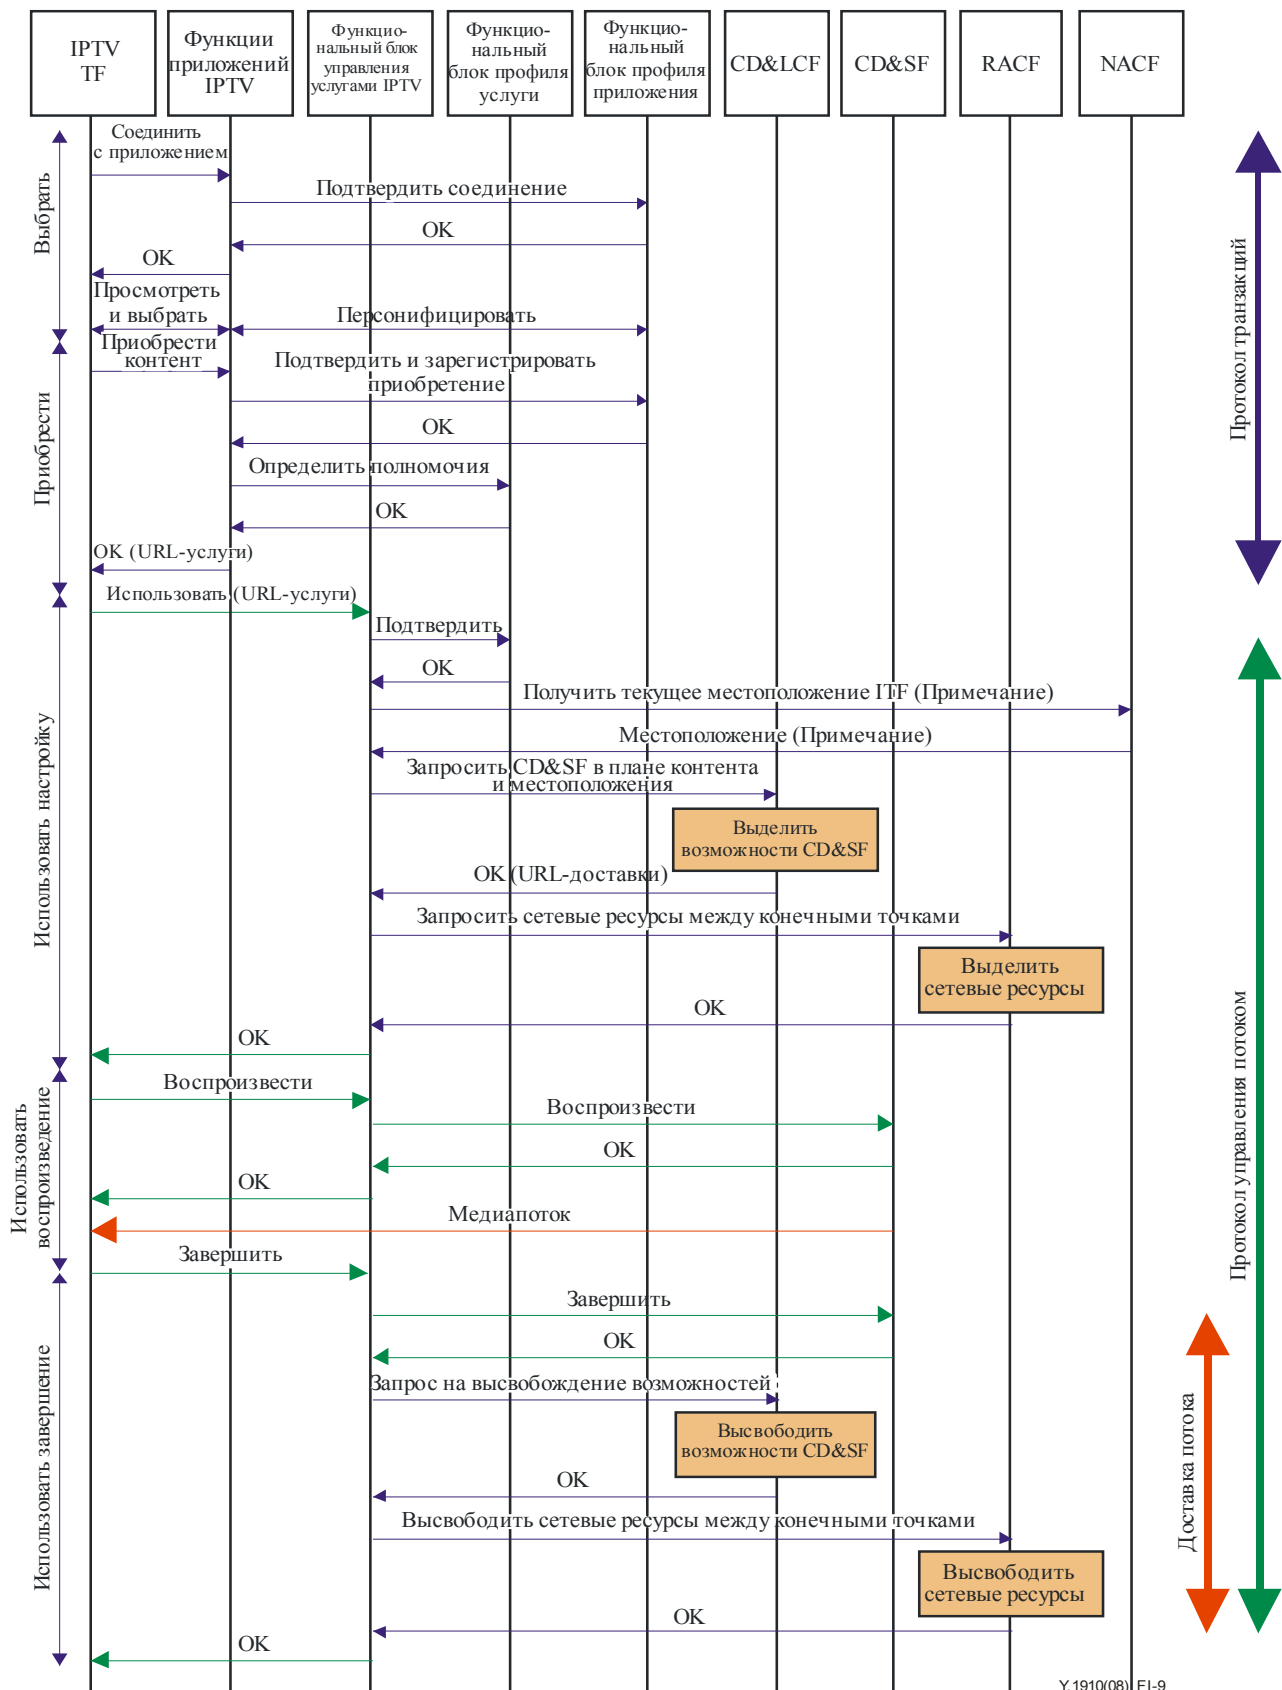 IPTV
TF
Функции
приложений
IPTV
Функцио-
нальный блок
управления
услугами IPTV
Функцио-
нальный
блок профиля
услуги
Функцио-
нальный
блок профиля
приложения
CD&LCF
CD&SF
RACF
NACF
Соединить
с приложением
Подтвердить соединение
OK
OK
Просмотреть
и выбрать
Персонифицировать
Выбрать
Приобрести
контент
Подтвердить и зарегистрировать
приобретение
OK
Определить полномочия
OK
OK (URL-услуги)
Приобрести
Протокол транзакций
Использовать (URL-услуги)
Подтвердить
OK
Получить текущее местоположение ITF (Примечание)
Местоположение (Примечание)
Запросить CD&SF в плане контента
и местоположения
Выделить
возможности CD&SF
OK (URL-доставки)
Запросить сетевые ресурсы между конечными точками
Выделить
сетевые ресурсы
OK
OK
Использовать настройку
Воспроизвести
Воспроизвести
OK
OK
Медиапоток
Использовать
воспроизведение
Протокол управления потоком
Завершить
Завершить
OK
Запрос на высвобождение возможностей
Высвободить
возможности CD&SF
OK
Высвободить сетевые ресурсы между конечными точками
Высвободить
сетевые ресурсы
OK
OK
Использовать завершение
Доставка потока
Y.1910(08)_FI-9